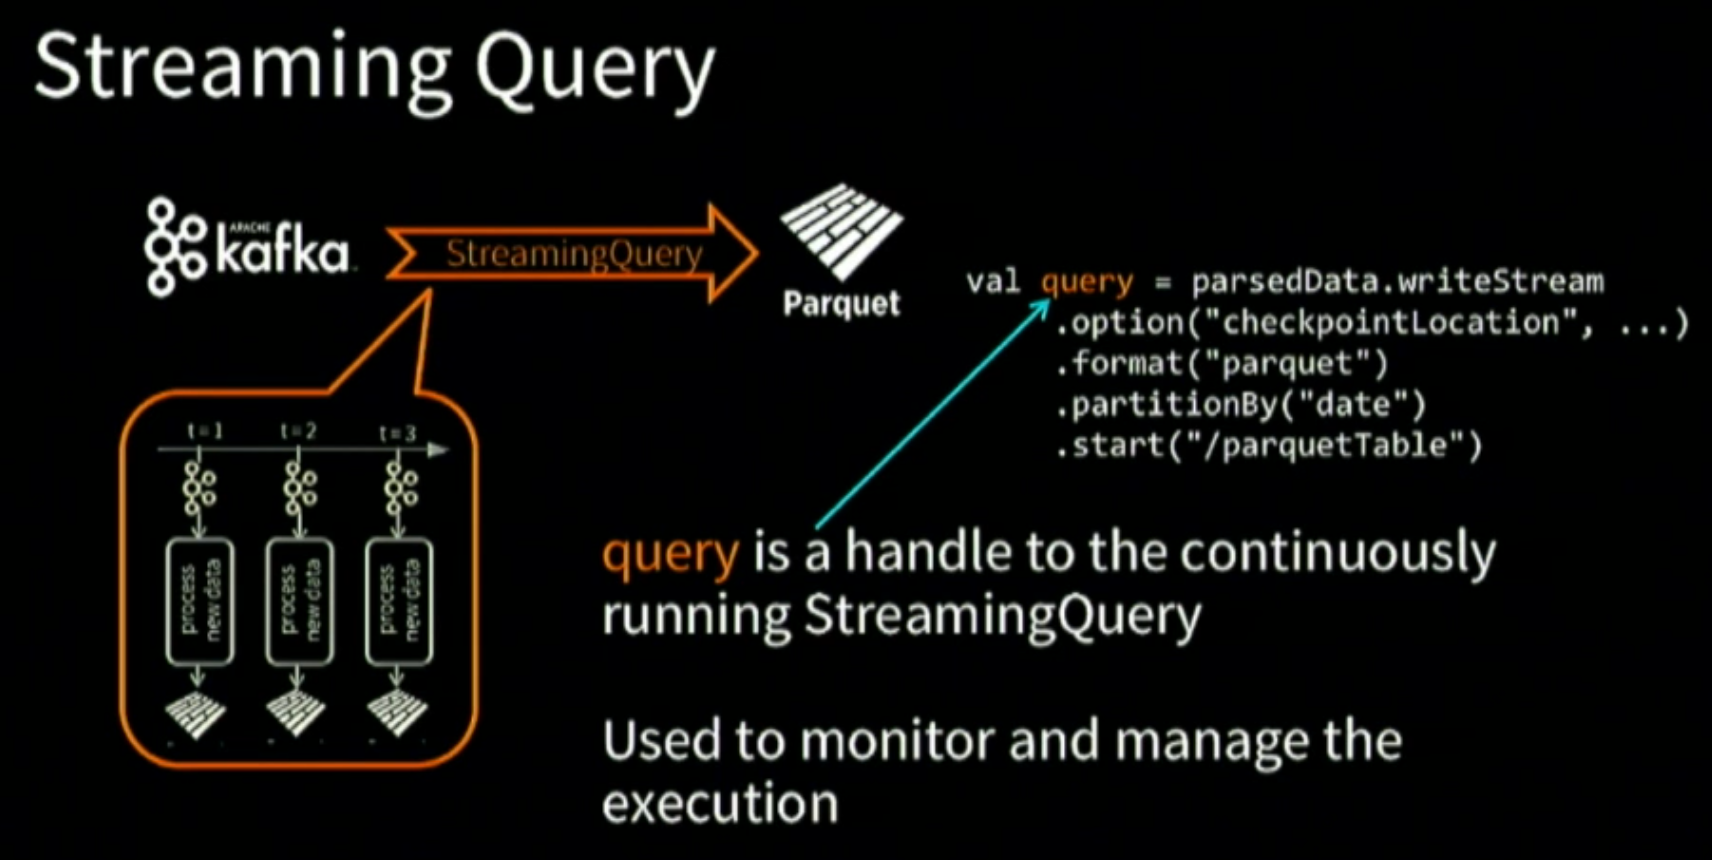 Streaming Query
APACHE
kafka
StreamingQuery
Parquet
val query = parsedData.writeStream
.option("checkpointLocation", ...)
.format("parquet")
.partitionBy("date")
.start("/parquetTable")
t=1 t=2 t=3
process
new data
process
new data
process
new data
query is a handle to the continuously
running StreamingQuery
Used to monitor and manage the
execution